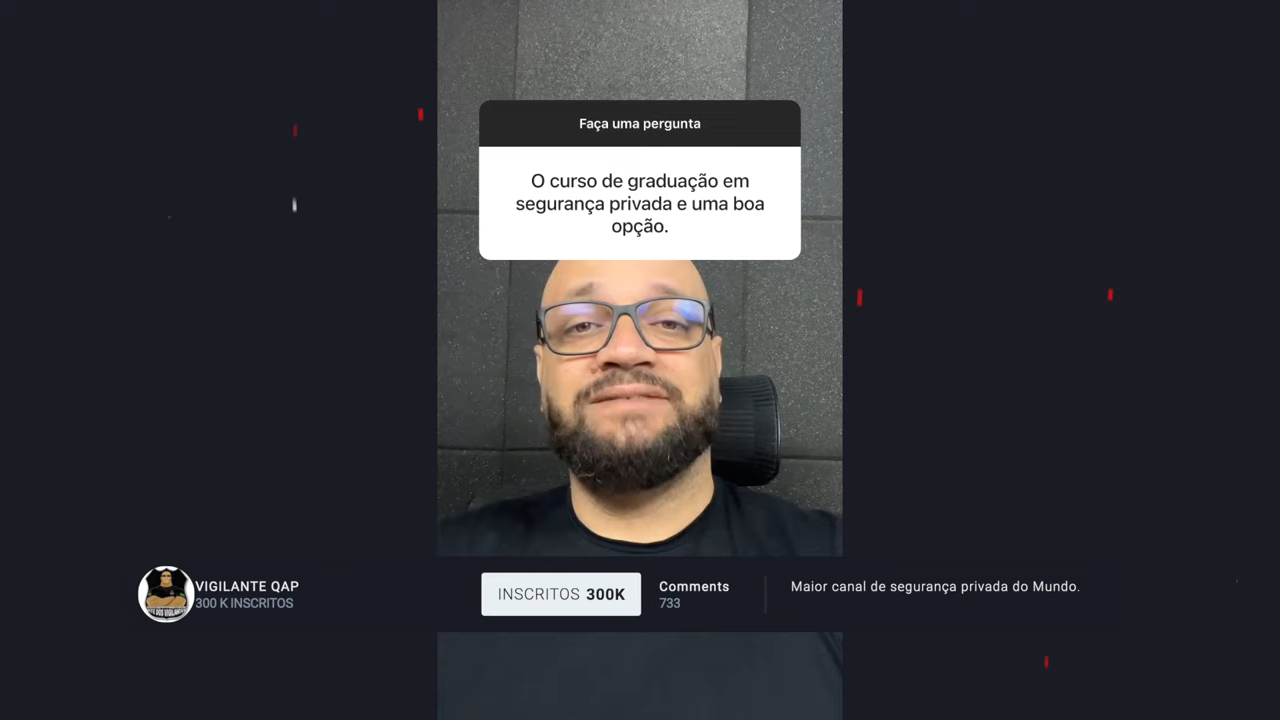 Faça uma pergunta
O curso de graduação em
segurança privada e uma boa
opção.
VIGILANTE QAP
300 K INSCRITOS
INSCRITOS 300K
Comments
733
Maior canal de segurança privada do Mundo.